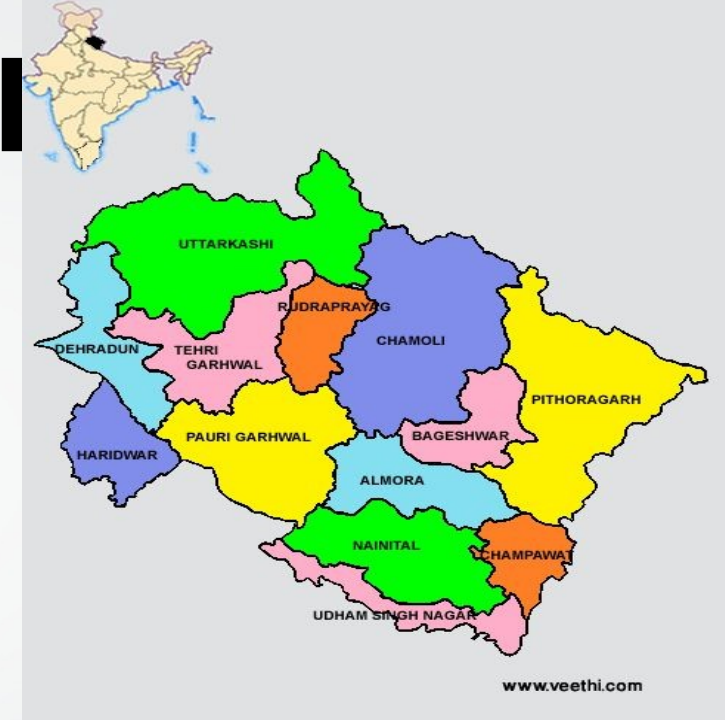 UTTARKASHI
RUDRAPRAYAG
CHAMOLI
DEHRADUN
TEHRI
GARHWAL
PITHORAGARH
PAURI GARHWAL
BAGESHWAR
HARIDWAR
ALMORA
NAINITAL
CHAMPAWAT
UDHAM SINGH NAGAR
www.veethi.com